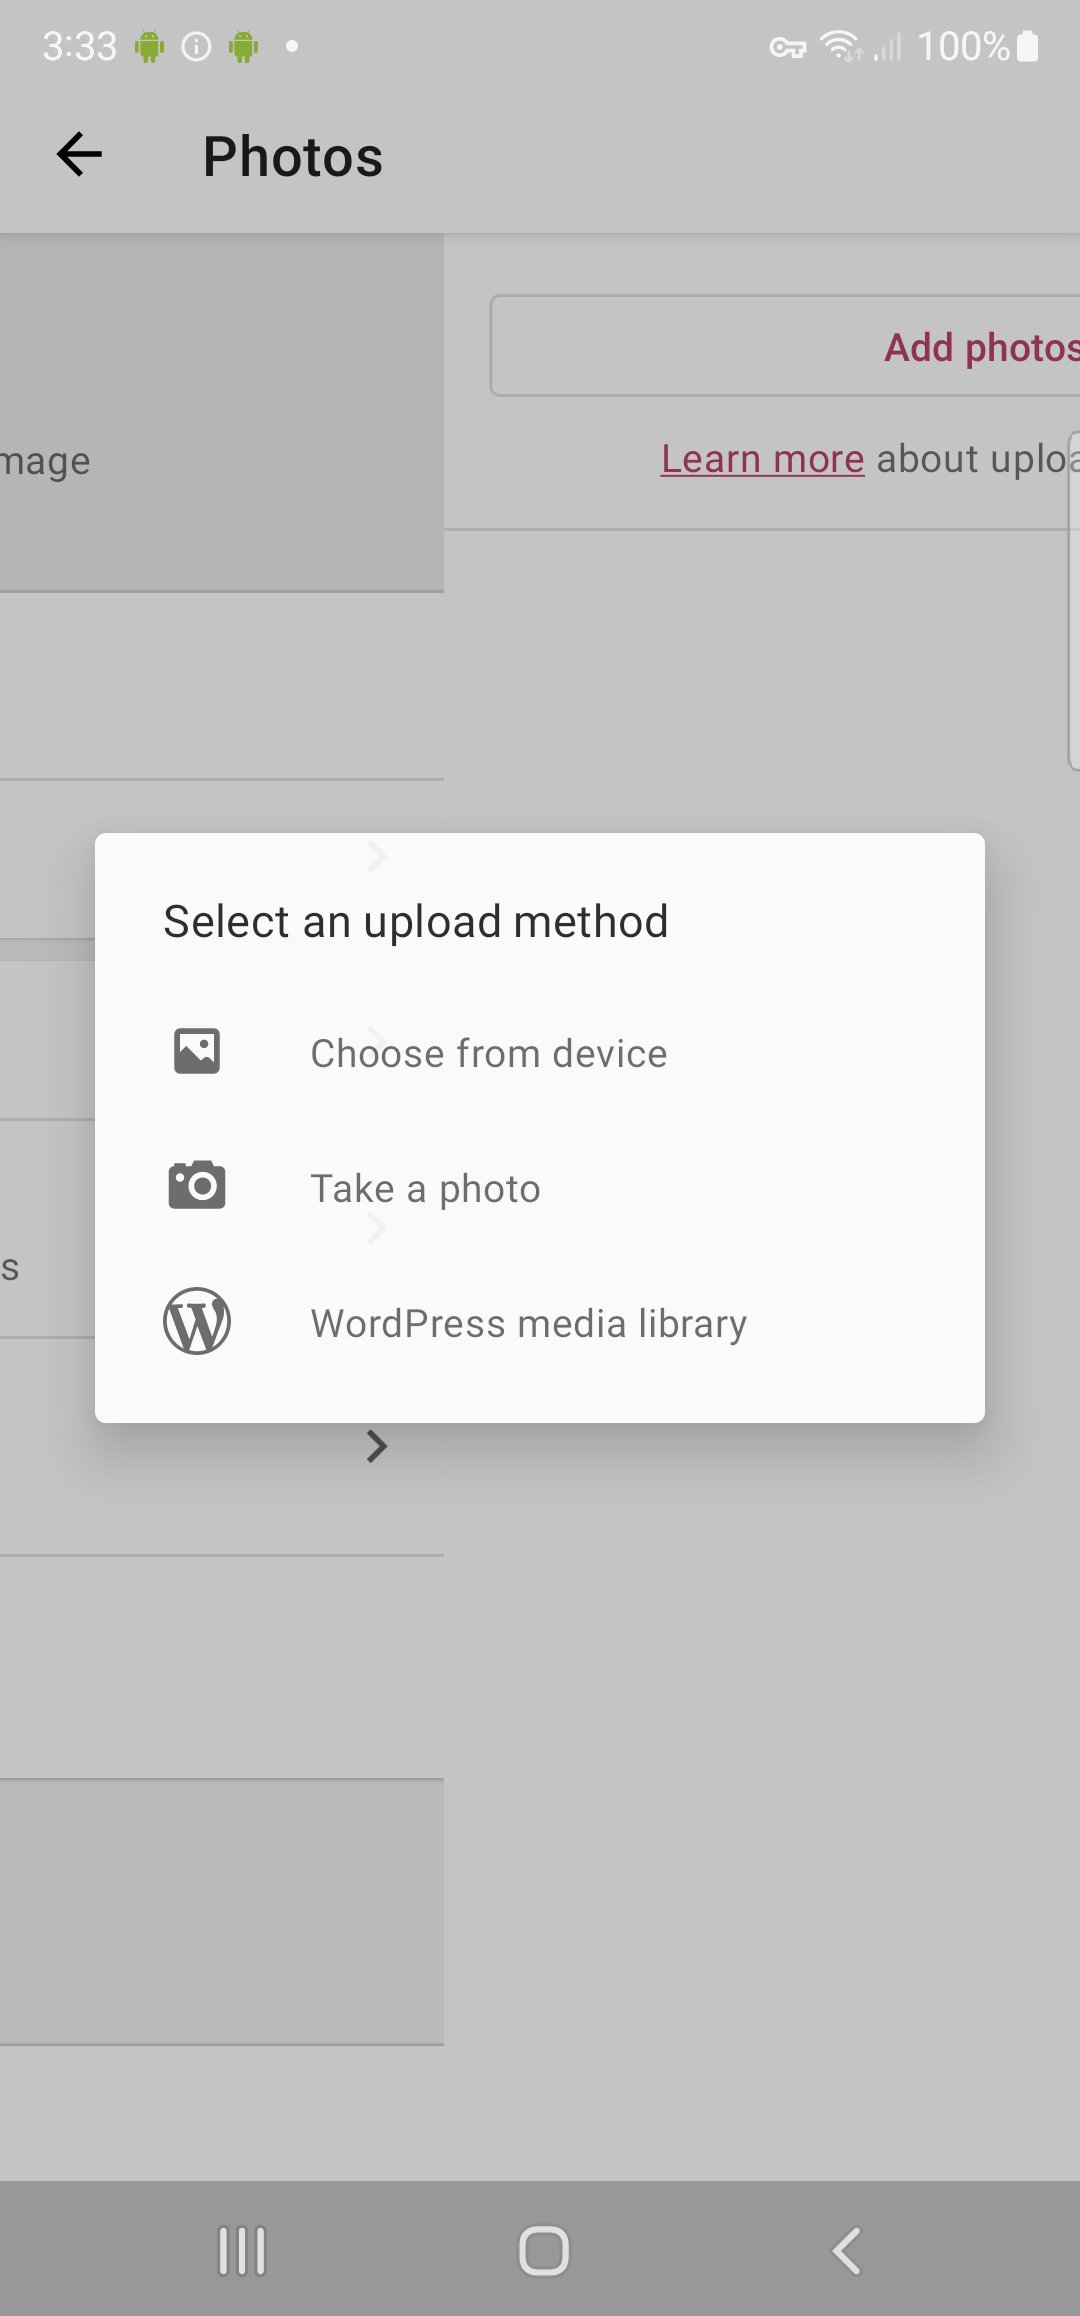 3:33
100%
Photos
Add photos
mage
Learn more about uploa
Select an upload method
Choose from device
Take a photo
s
WordPress media library